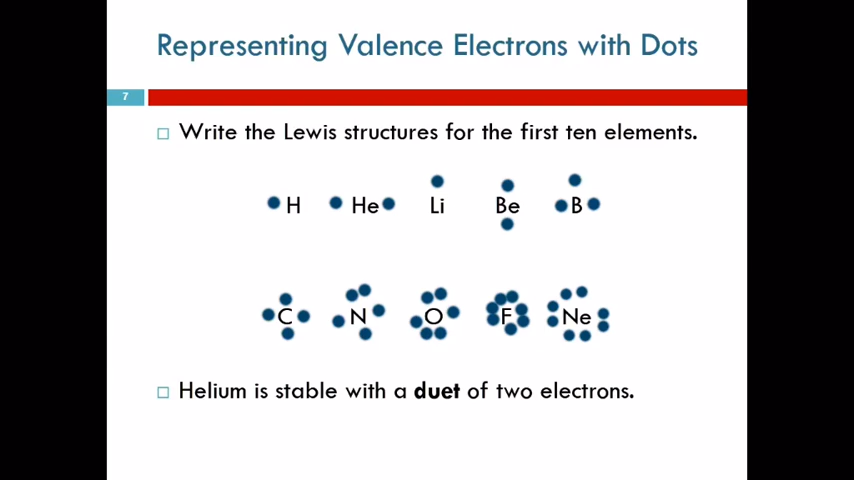 Representing Valence Electrons with Dots
7
Write the Lewis structures for the first ten elements.
H He Li Be B
C N O F Ne
Helium is stable with a duet of two electrons.